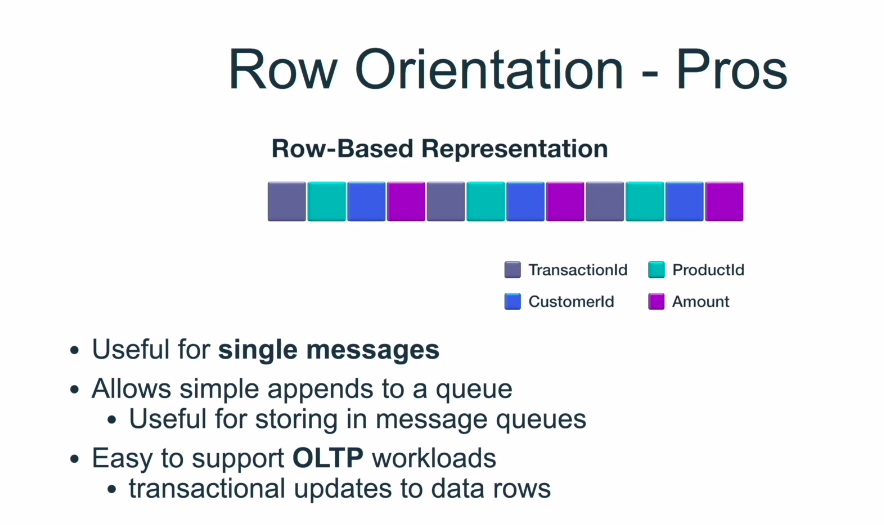 Row Orientation - Pros
Row-Based Representation
TransactionId
ProductId
CustomerId
Amount
• Useful for single messages
• Allows simple appends to a queue
• Useful for storing in message queues
• Easy to support OLTP workloads
• transactional updates to data rows